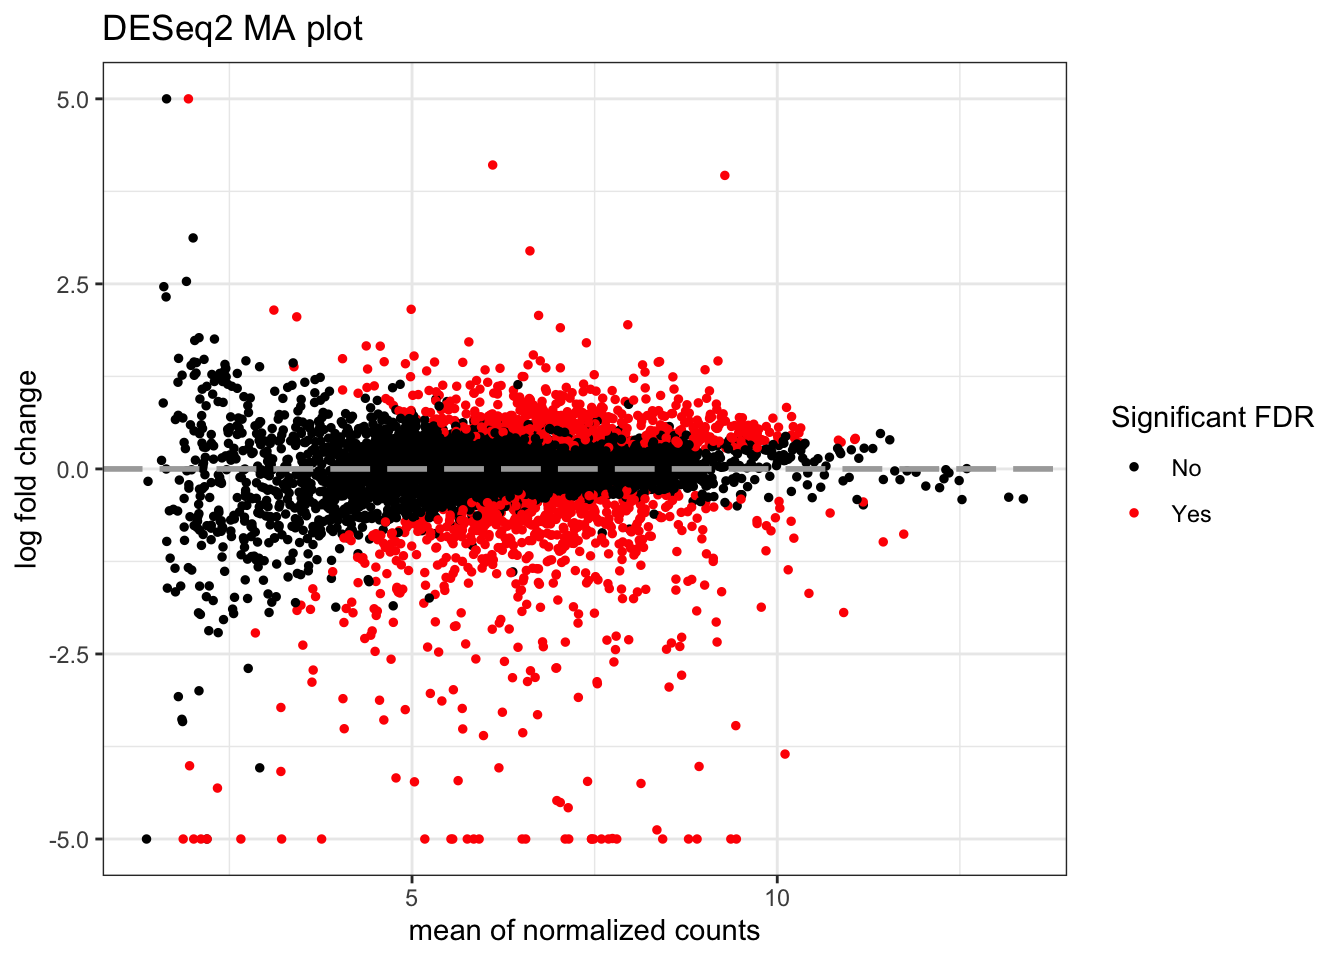 DESeq2 MA plot
log fold change
5.0
2.5
0.0
-2.5
-5.0
5
10
mean of normalized counts
Significant FDR
No
Yes